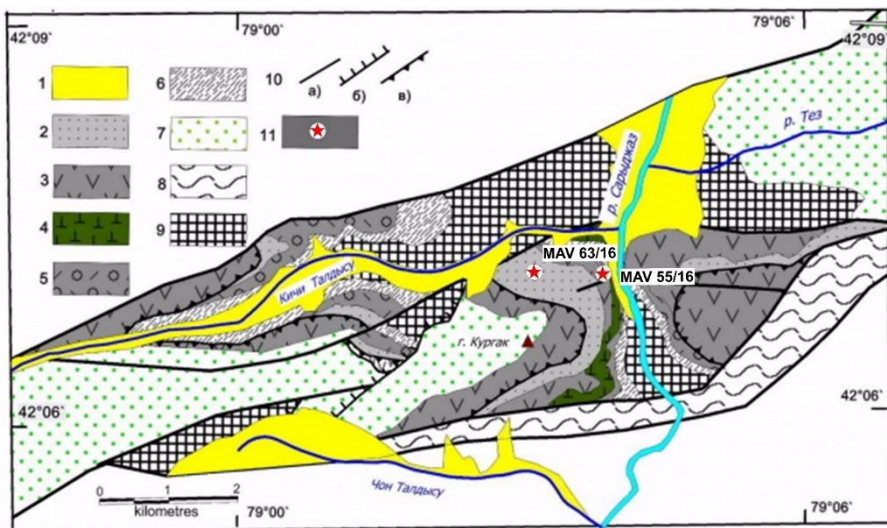 79°00`
79°06`
42°09`
42°09`
1
6
10
а)
б)
в)
2
7
11
3
8
4
9
5
р. Тез
р. Сарыджаз
MAV 63/16
MAV 55/16
Кичи Талдысу
г. Кургак
42°06`
42°06`
0 1 2
kilometres
Чон Талдысу
79°00`
79°06`